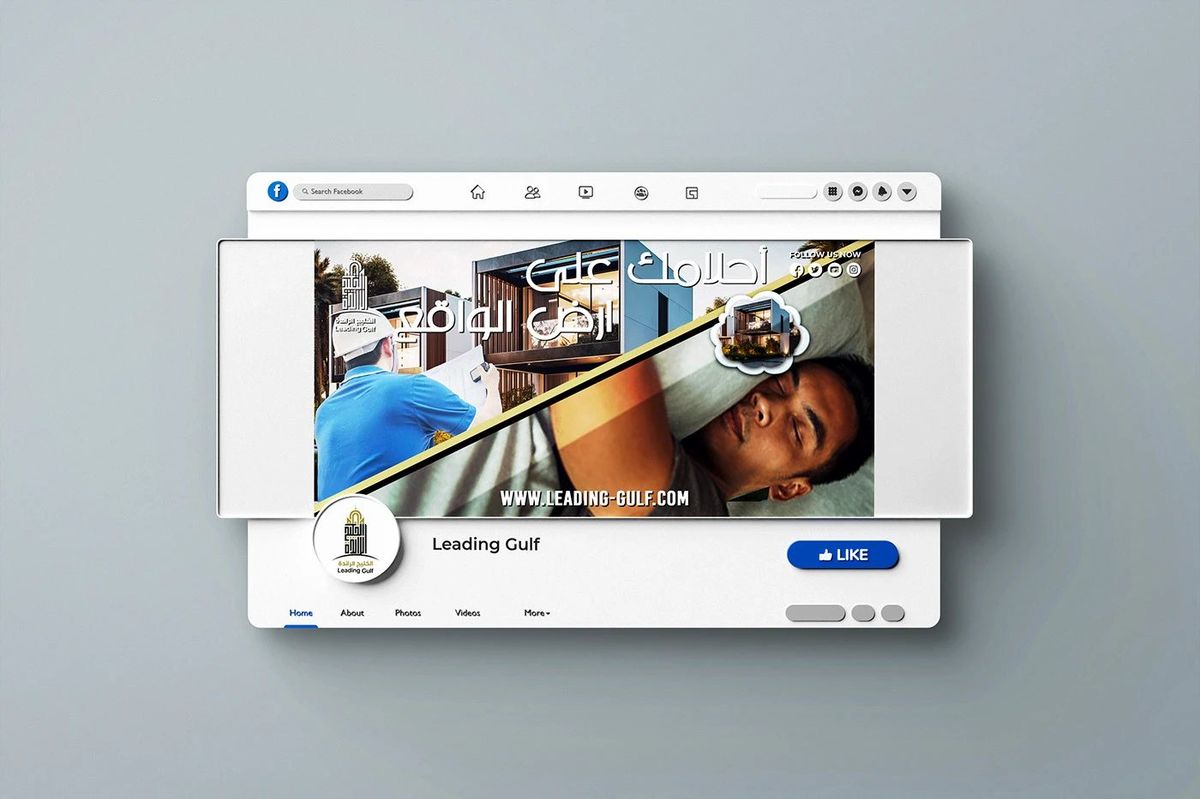 f
Search Facebook
أحلامك على
ارض الواقع
FOLLOW US NOW
الخليج الرائدة
Leading Gulf
WWW.LEADING-GULF.COM
الخليج الرائدة
Leading Gulf
Leading Gulf
LIKE
Home
About
Photos
Videos
More